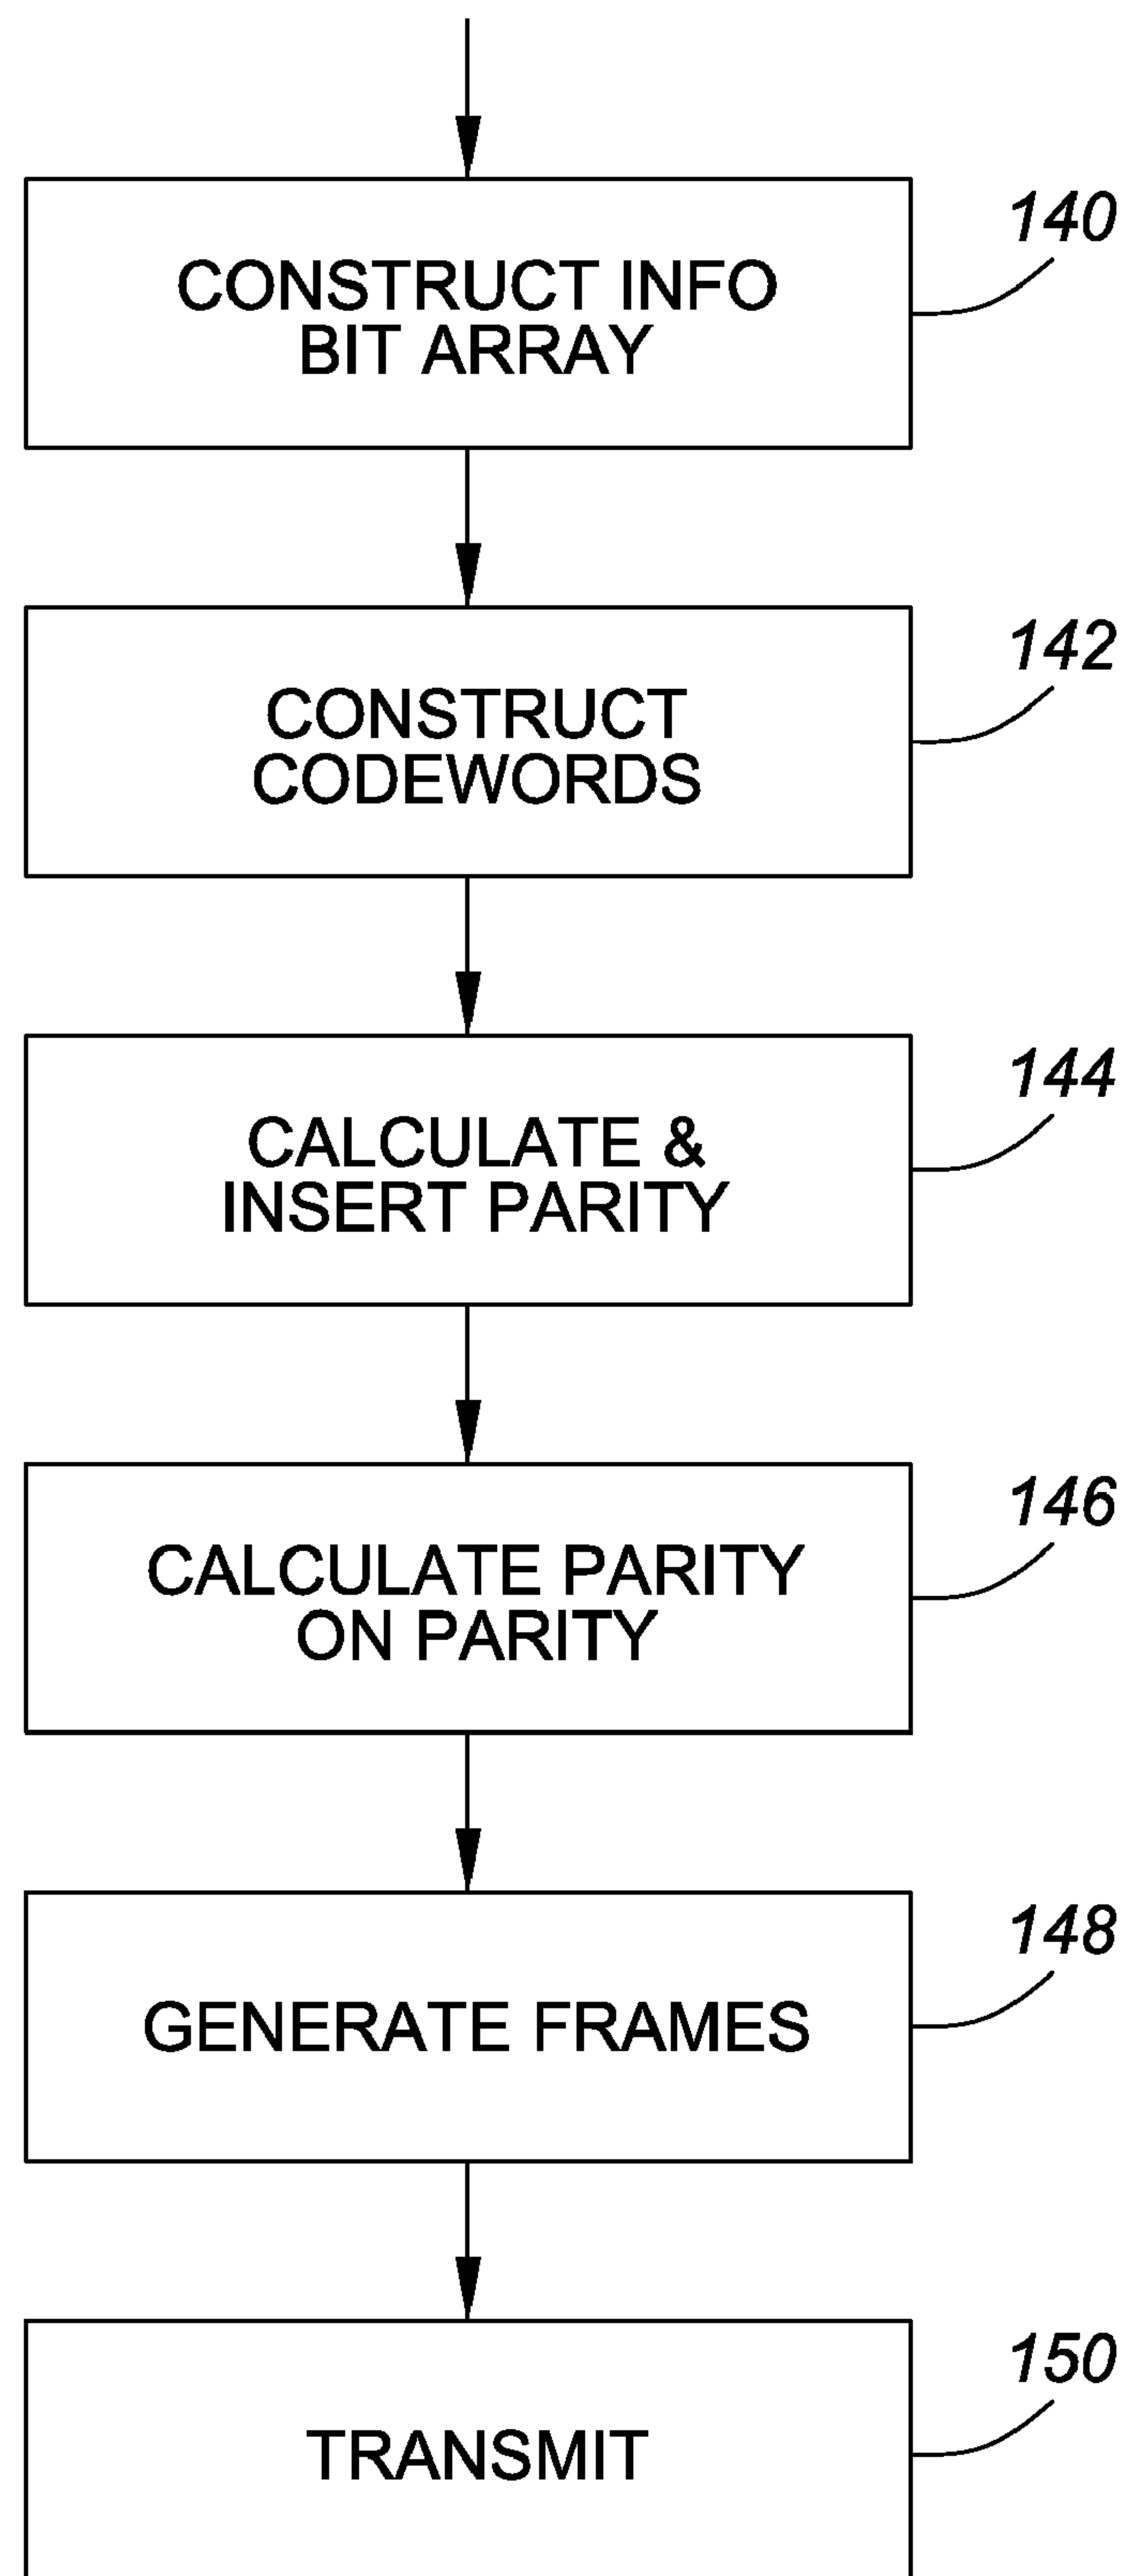 140
CONSTRUCT INFO
BIT ARRAY
142
CONSTRUCT
CODEWORDS
144
CALCULATE &
INSERT PARITY
146
CALCULATE PARITY
ON PARITY
148
GENERATE FRAMES
150
TRANSMIT